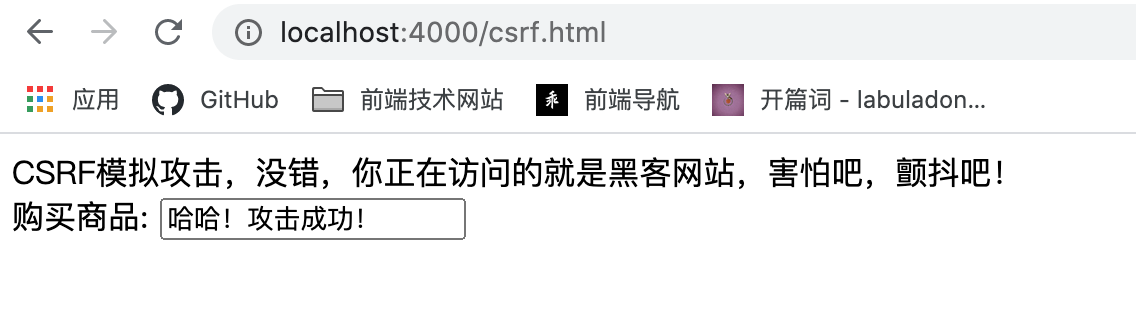 localhost:4000/csrf.html
应用 GitHub 前端技术网站 乖 前端导航 开篇词 - labuladon...
CSRF模拟攻击，没错，你正在访问的就是黑客网站，害怕吧，颤抖吧！
购买商品: 哈哈！攻击成功！